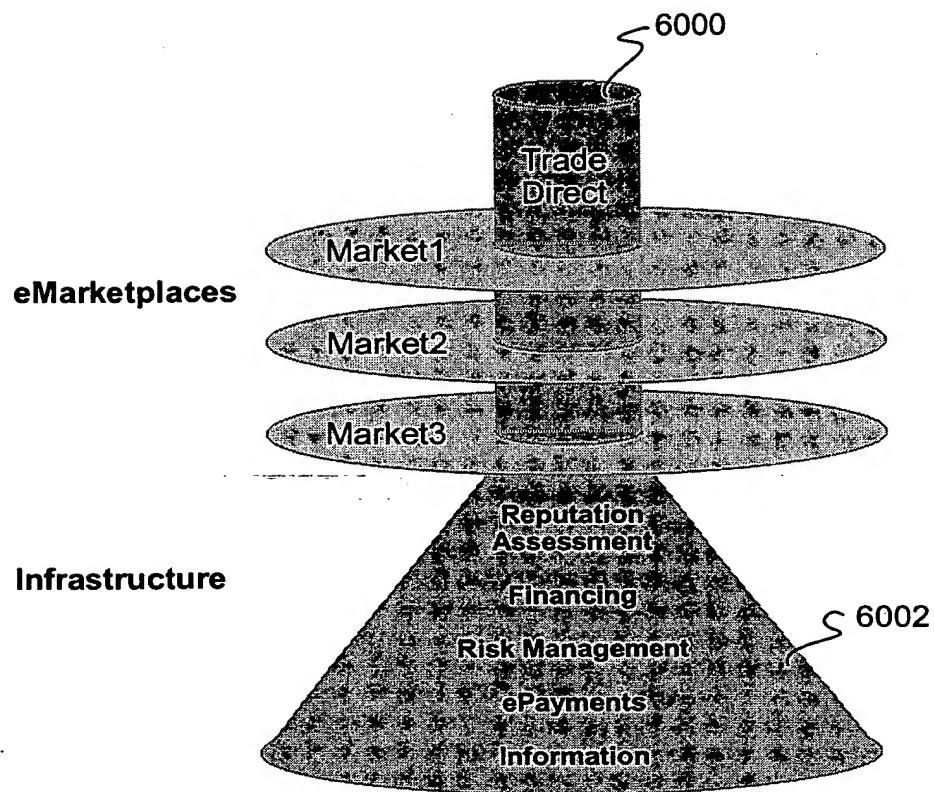 6000
Trade
Direct
Market1
eMarketplaces
Market2
Market3
Reputation
Assessment
Infrastructure
Financing
6002
Risk Management
ePayments
Information